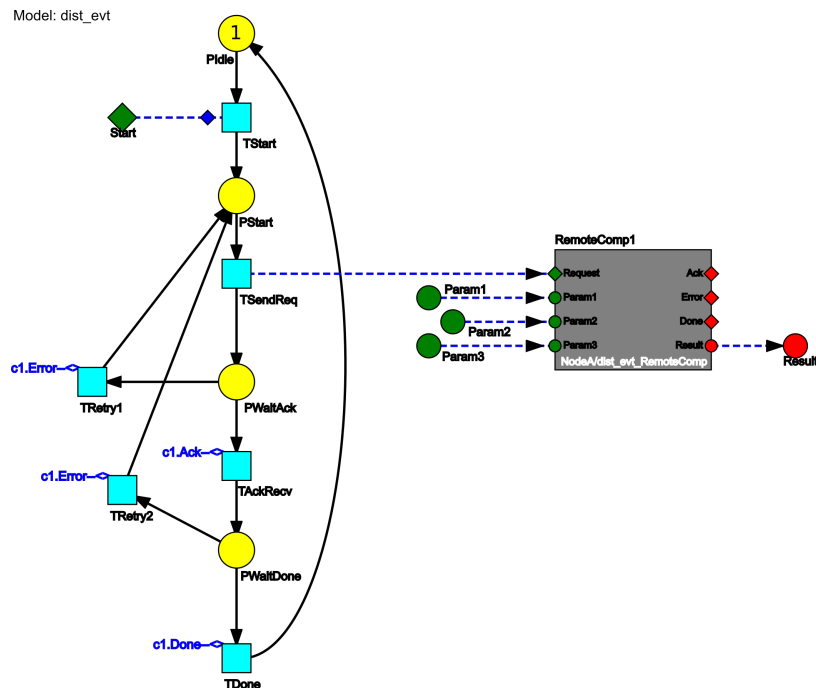 Model: dist_evt
1
PIdle
Start
TStart
PStart
RemoteComp1
Request
Ack
TSendReq
Param1
Param1
Error
Param2
Param2
Done
Param3
Param3
Result
Result
NodeA/dist_evt_RemoteComp
c1.Error
TRetry1
PWaitAck
c1.Ack
c1.Error
TAckRecv
TRetry2
PWaitDone
c1.Done
TDone